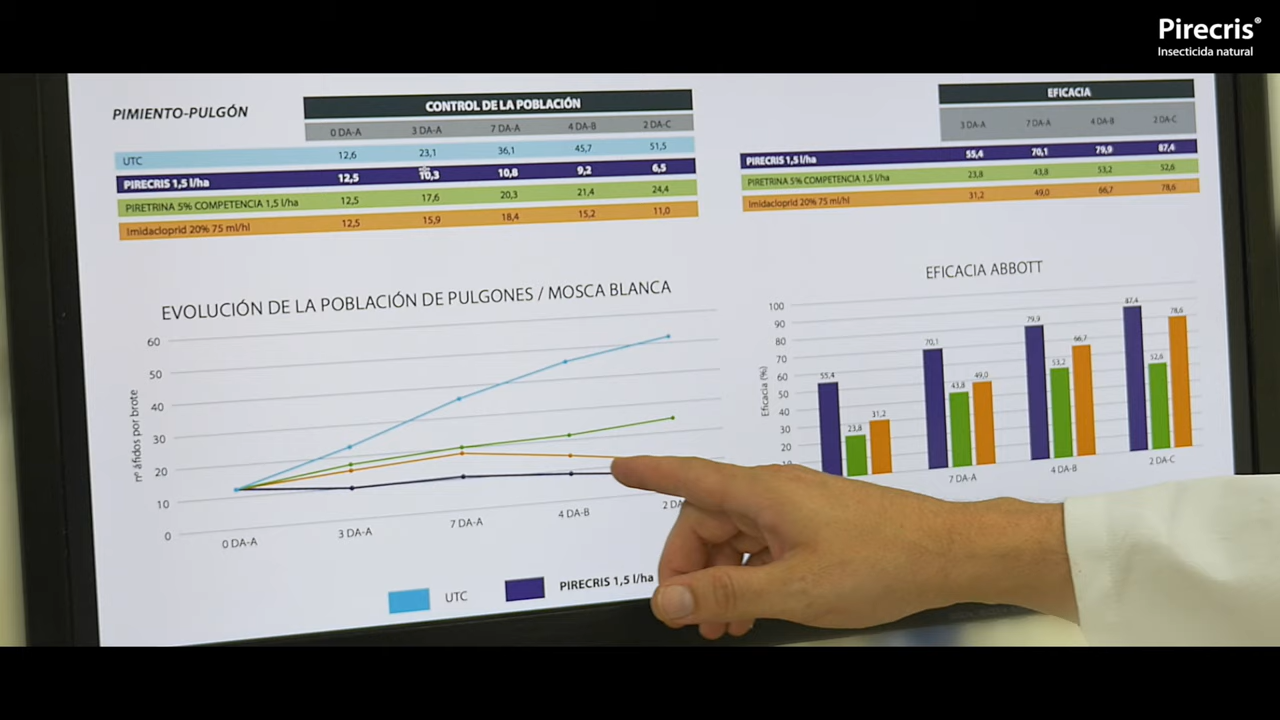 Pirecris®
Insecticida natural
PIMIENTO-PULGÓN
CONTROL DE LA POBLACIÓN
0 DA-A 3 DA-A 7 DA-A 4 DA-B 2 DA-C
UTC 12,6 23,1 36,1 45,7 51,5
PIRECRIS 1,5 l/ha 12,5 10,3 10,8 9,2 6,5
PIRETRINA 5% COMPETENCIA 1,5 l/ha 12,5 17,6 20,3 21,4 24,4
Imidacloprid 20% 75 ml/hl 12,5 15,9 18,4 15,2 11,0
EFICACIA
3 DA-A 7 DA-A 4 DA-B 2 DA-C
PIRECRIS 1,5 l/ha 55,4 70,1 79,9 87,4
PIRETRINA 5% COMPETENCIA 1,5 l/ha 23,8 43,8 53,2 52,6
Imidacloprid 20% 75 ml/hl 31,2 49,0 66,7 78,6
EVOLUCIÓN DE LA POBLACIÓN DE PULGONES / MOSCA BLANCA
nº áfidos por brote
60
50
40
30
20
10
0
0 DA-A 3 DA-A 7 DA-A 4 DA-B 2 DA
UTC PIRECRIS 1,5 l/ha
EFICACIA ABBOTT
Eficacia (%)
100
90
80
70
60
50
40
30
20
10
55,4 23,8 31,2 70,1 43,8 49,0 79,9 53,2 66,7 87,4 52,6 78,6
7 DA-A 4 DA-B 2 DA-C